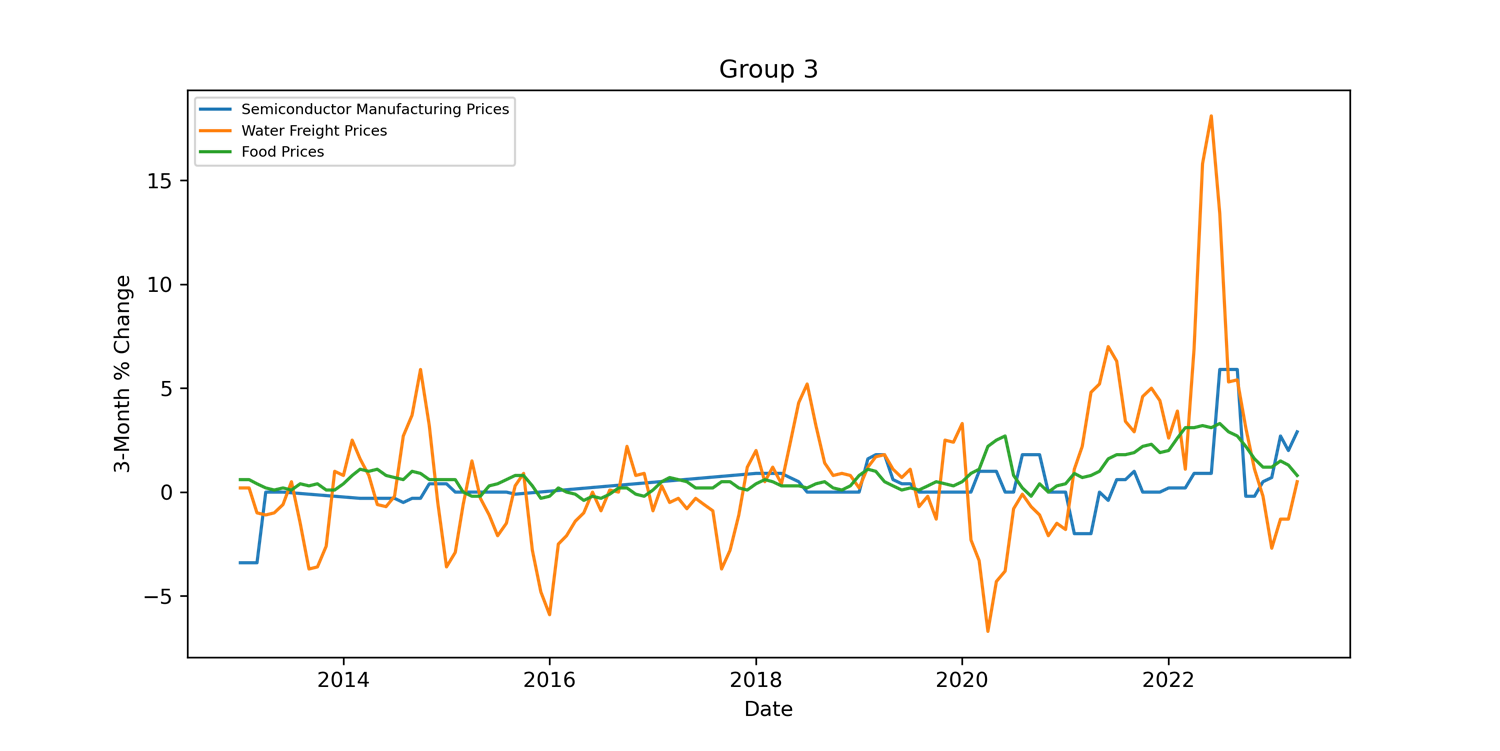 Group 3
Semiconductor Manufacturing Prices
Water Freight Prices
Food Prices
3-Month % Change
15
10
5
0
−5
2014 2016 2018 2020 2022
Date